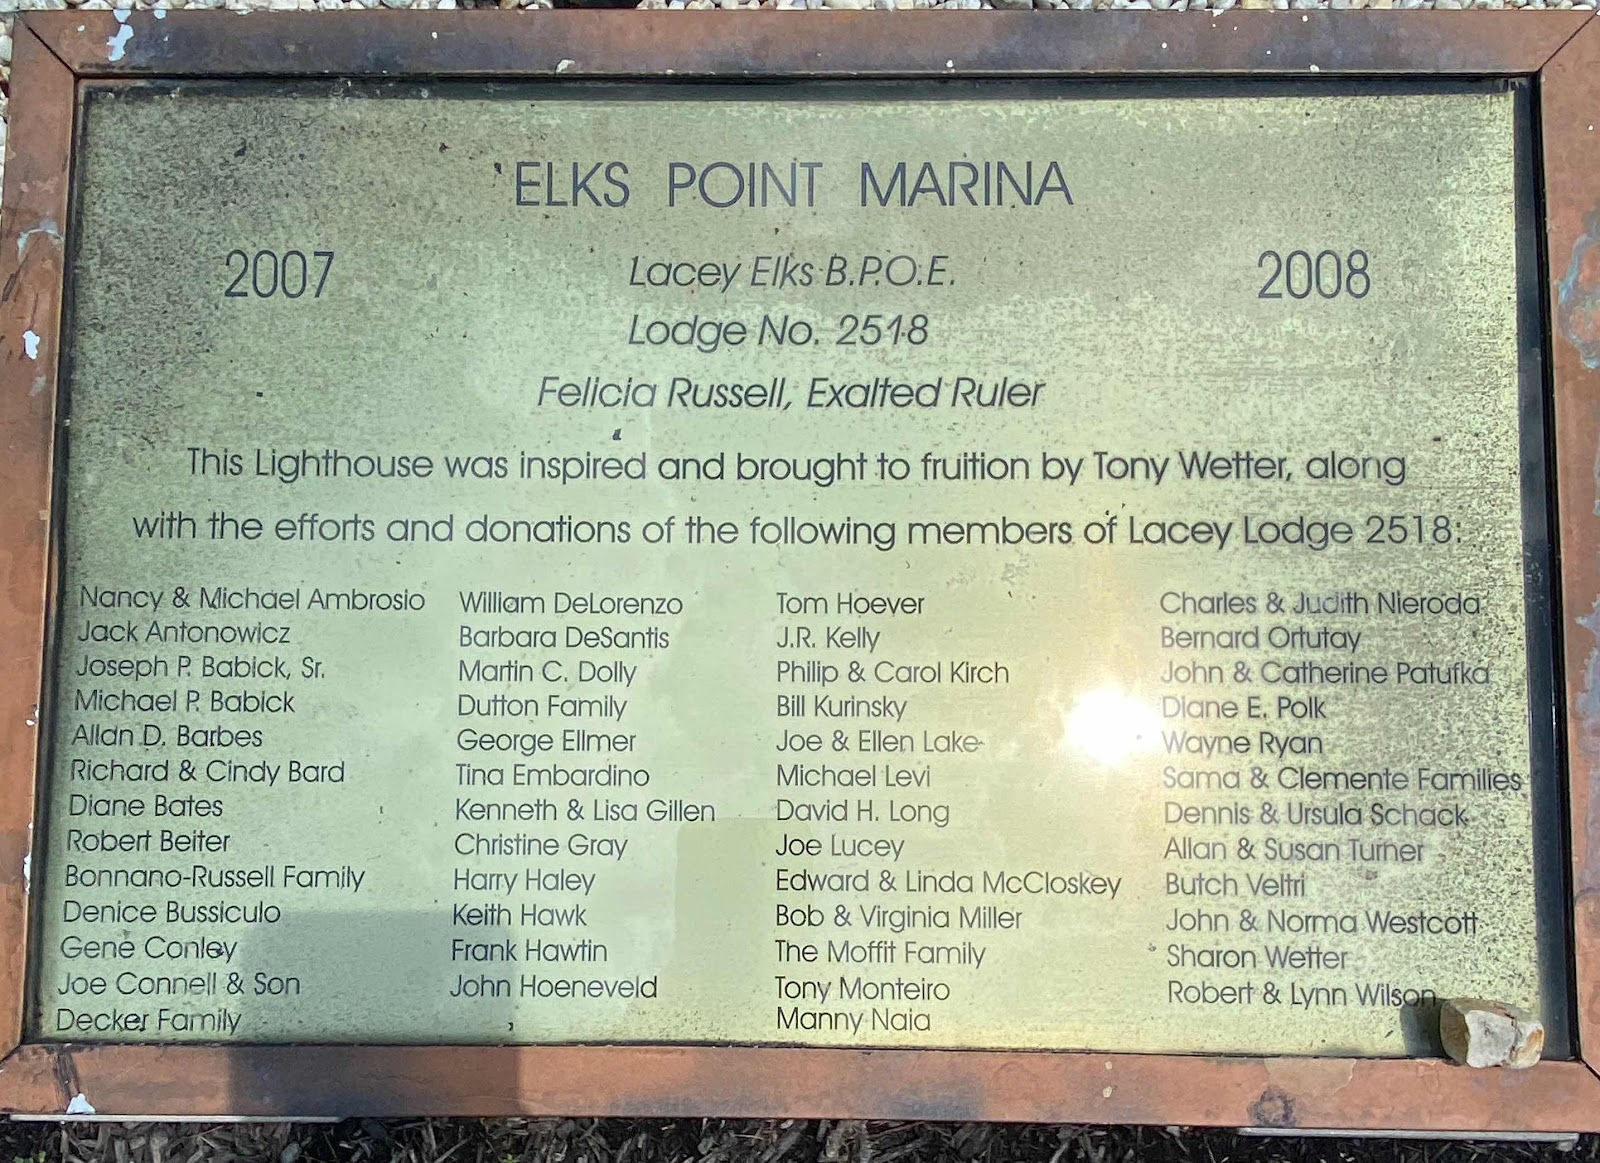 ELKS POINT MARINA
2007
Lacey Elks B.P.O.E.
2008
Lodge No. 2518
Felicia Russell, Exalted Ruler
This Lighthouse was inspired and brought to fruition by Tony Wetter, along
with the efforts and donations of the following members of Lacey Lodge 2518:
Nancy & Michael Ambrosio
Jack Antonowicz
Joseph P. Babick, Sr.
Michael P. Babick
Allan D. Barbes
Richard & Cindy Bard
Diane Bates
Robert Beiter
Bonnano-Russell Family
Denice Bussiculo
Gene Conley
Joe Connell & Son
Decker Family
William DeLorenzo
Barbara DeSantis
Martin C. Dolly
Dutton Family
George Ellmer
Tina Embardino
Kenneth & Lisa Gillen
Christine Gray
Harry Haley
Keith Hawk
Frank Hawtin
John Hoeneveld
Tom Hoever
J.R. Kelly
Philip & Carol Kirch
Bill Kurinsky
Joe & Ellen Lake
Michael Levi
David H. Long
Joe Lucey
Edward & Linda McCloskey
Bob & Virginia Miller
The Moffit Family
Tony Monteiro
Manny Naia
Charles & Judith Nieroda
Bernard Ortutay
John & Catherine Patufka
Diane E. Polk
Wayne Ryan
Sama & Clemente Families
Dennis & Ursula Schack
Allan & Susan Turner
Butch Veltri
John & Norma Westcott
Sharon Wetter
Robert & Lynn Wilson